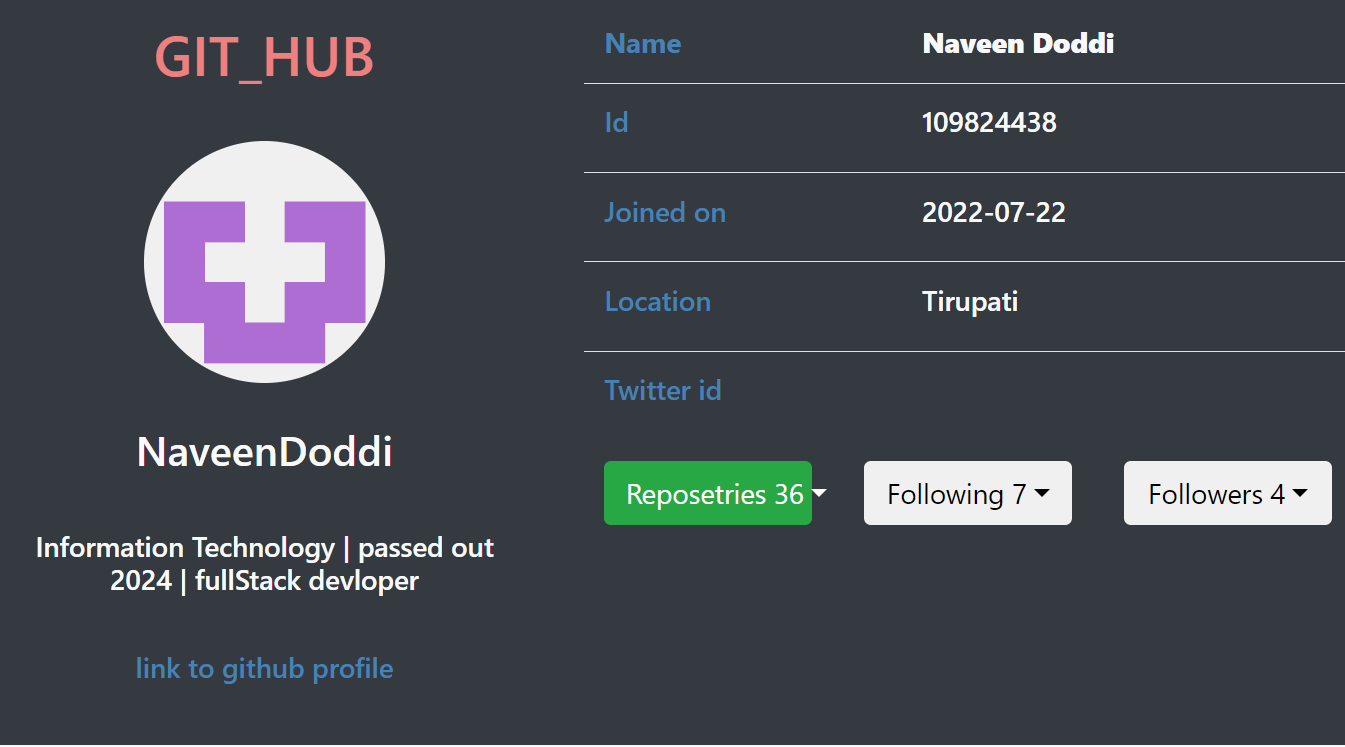 GIT_HUB
NaveenDoddi
Information Technology | passed out
2024 | fullStack devloper
link to github profile
Name Naveen Doddi
Id 109824438
Joined on 2022-07-22
Location Tirupati
Twitter id
Reposetries 36 Following 7 Followers 4